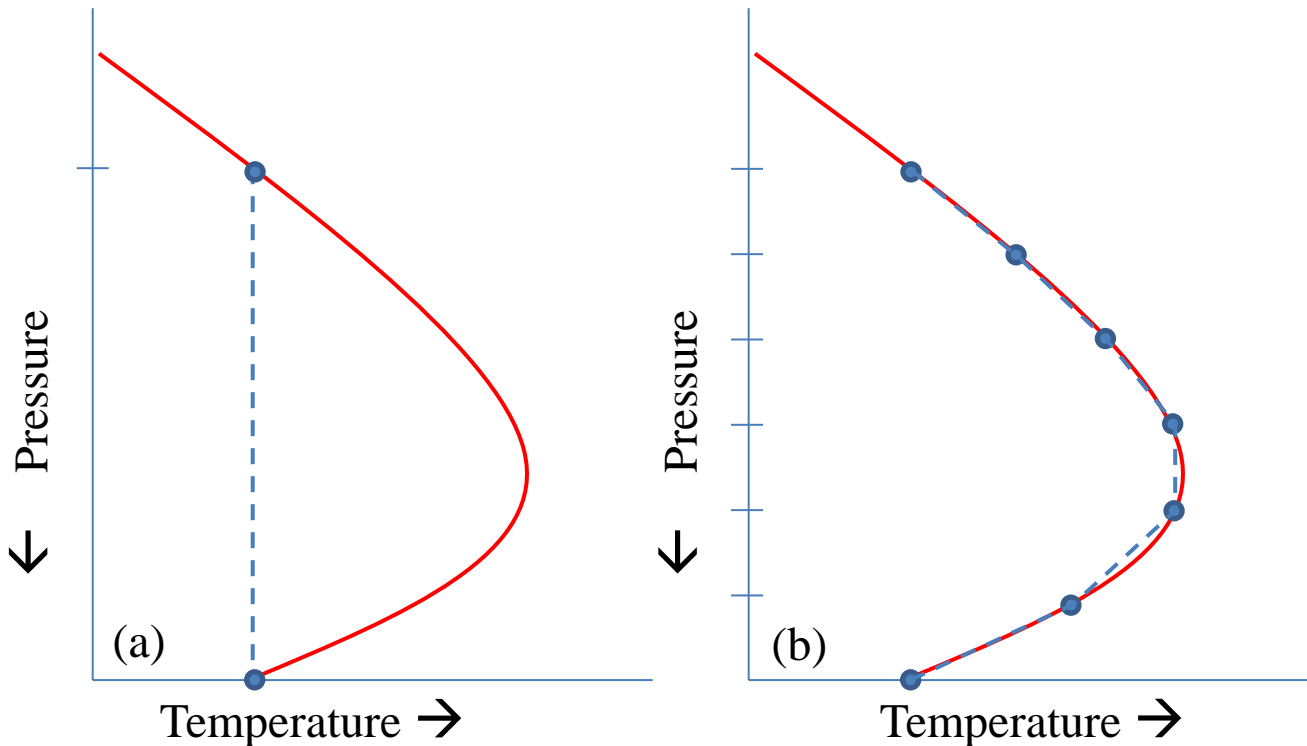 ← Pressure
(a)
Temperature →
← Pressure
(b)
Temperature →